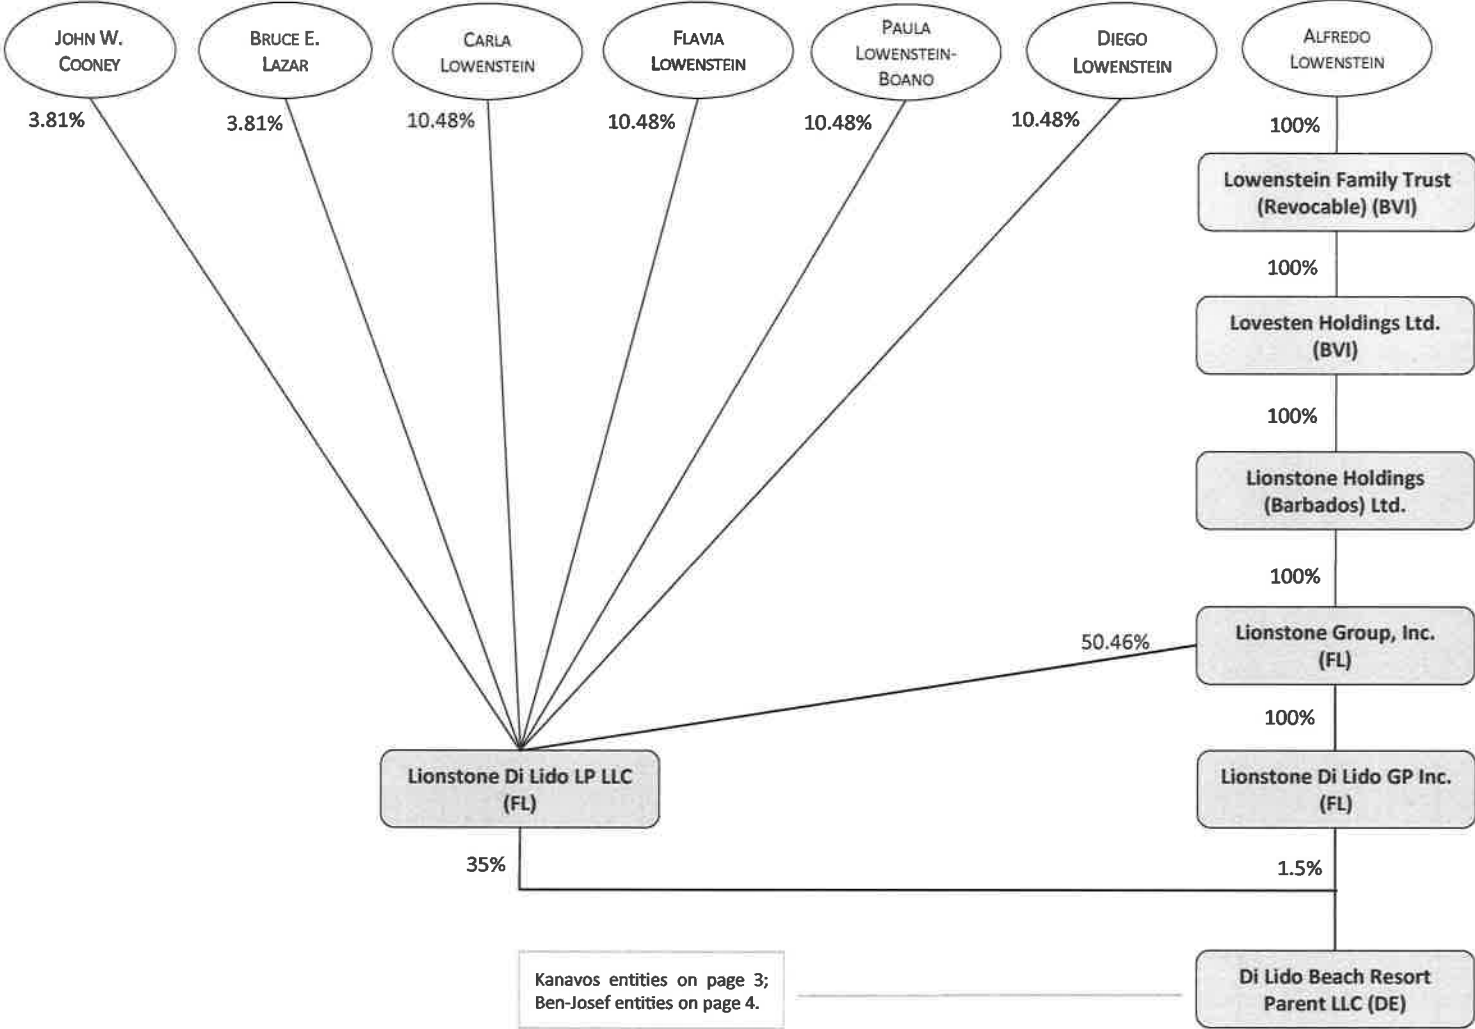 JOHN W.
COONEY
BRUCE E.
LAZAR
CARLA
LOWENSTEIN
FLAVIA
LOWENSTEIN
PAULA
LOWENSTEIN-
BOANO
DIEGO
LOWENSTEIN
ALFREDO
LOWENSTEIN
3.81%
3.81%
10.48%
10.48%
10.48%
10.48%
100%
Lowenstein Family Trust
(Revocable) (BVI)
100%
Lovesten Holdings Ltd.
(BVI)
100%
Lionstone Holdings
(Barbados) Ltd.
100%
50.46%
Lionstone Group, Inc.
(FL)
100%
Lionstone Di Lido LP LLC
(FL)
Lionstone Di Lido GP Inc.
(FL)
35%
1.5%
Kanavos entities on page 3;
Ben-Josef entities on page 4.
Di Lido Beach Resort
Parent LLC (DE)